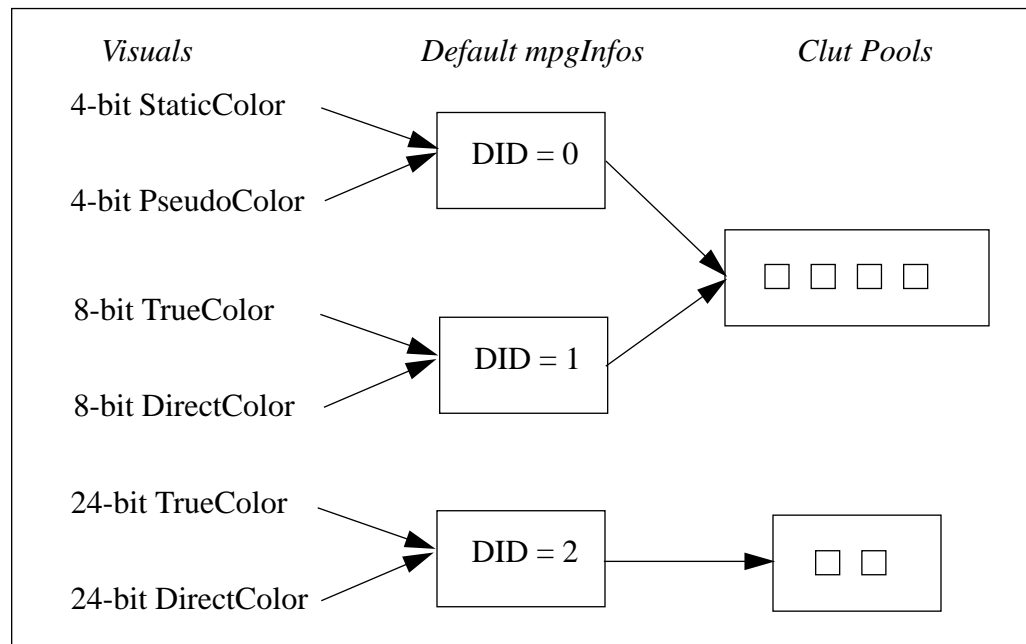 Visuals Default mpgInfos Clut Pools
4-bit StaticColor
DID = 0
4-bit PseudoColor
8-bit TrueColor
DID = 1
8-bit DirectColor
24-bit TrueColor
DID = 2
24-bit DirectColor